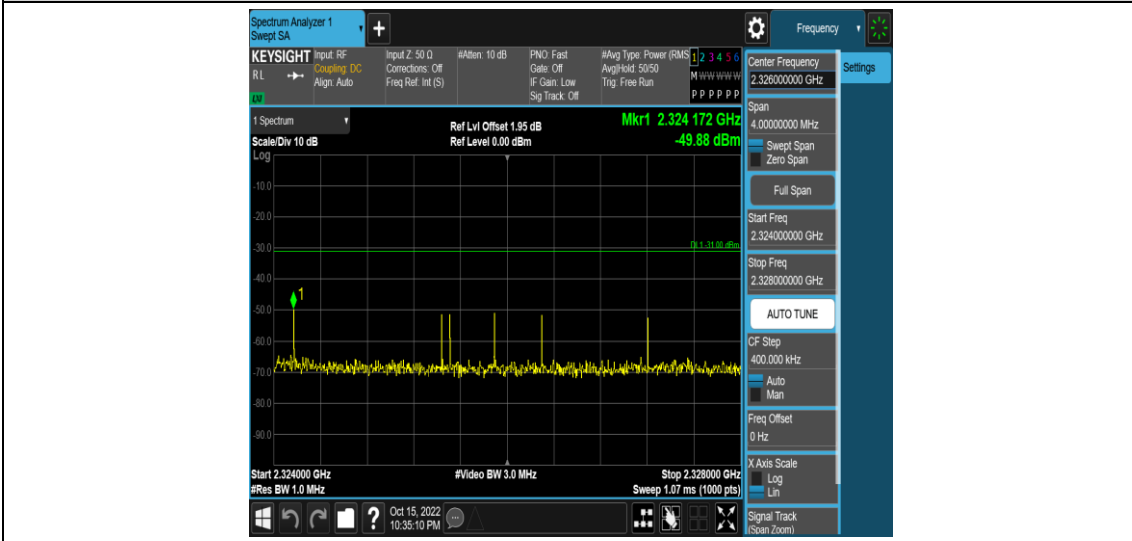 Spectrum Analyzer 1
Swept SA
+
Frequency
KEYSIGHT
RL
Input: RF
Coupling: DC
Align: Auto
Input Z: 50 Ω
Corrections: Off
Freq Ref: Int (S)
#Atten: 10 dB
PNO: Fast
Gate: Off
IF Gain: Low
Sig Track: Off
#Avg Type: Power (RMS
Avg|Hold: 50/50
Trig: Free Run
1 2 3 4 5 6
M W W W W W
P P P P P P
1 Spectrum
Scale/Div 10 dB
Log
Ref Lvl Offset 1.95 dB
Ref Level 0.00 dBm
Mkr1 2.324 172 GHz
-49.88 dBm
-10.0
-20.0
-30.0
DL1 -31.00 dBm
-40.0
1
-50.0
-60.0
-70.0
-80.0
-90.0
Start 2.324000 GHz
#Video BW 3.0 MHz
Stop 2.328000 GHz
#Res BW 1.0 MHz
Sweep 1.07 ms (1000 pts)
Center Frequency
2.326000000 GHz
Settings
Span
4.00000000 MHz
Swept Span
Zero Span
Full Span
Start Freq
2.324000000 GHz
Stop Freq
2.328000000 GHz
AUTO TUNE
CF Step
400.000 kHz
Auto
Man
Freq Offset
0 Hz
X Axis Scale
Log
Lin
Signal Track
(Span Zoom)
?
Oct 15, 2022
10:35:10 PM